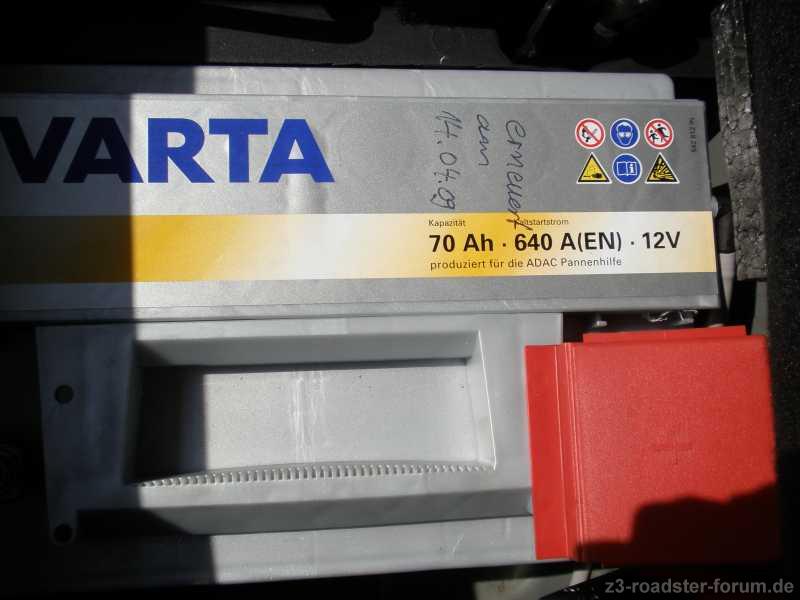 VARTA
erneuert
am
14.04.09
Kapazität
Kaltstartstrom
70 Ah · 640 A(EN) · 12V
produziert für die ADAC Pannenhilfe
z3-roadster-forum.de